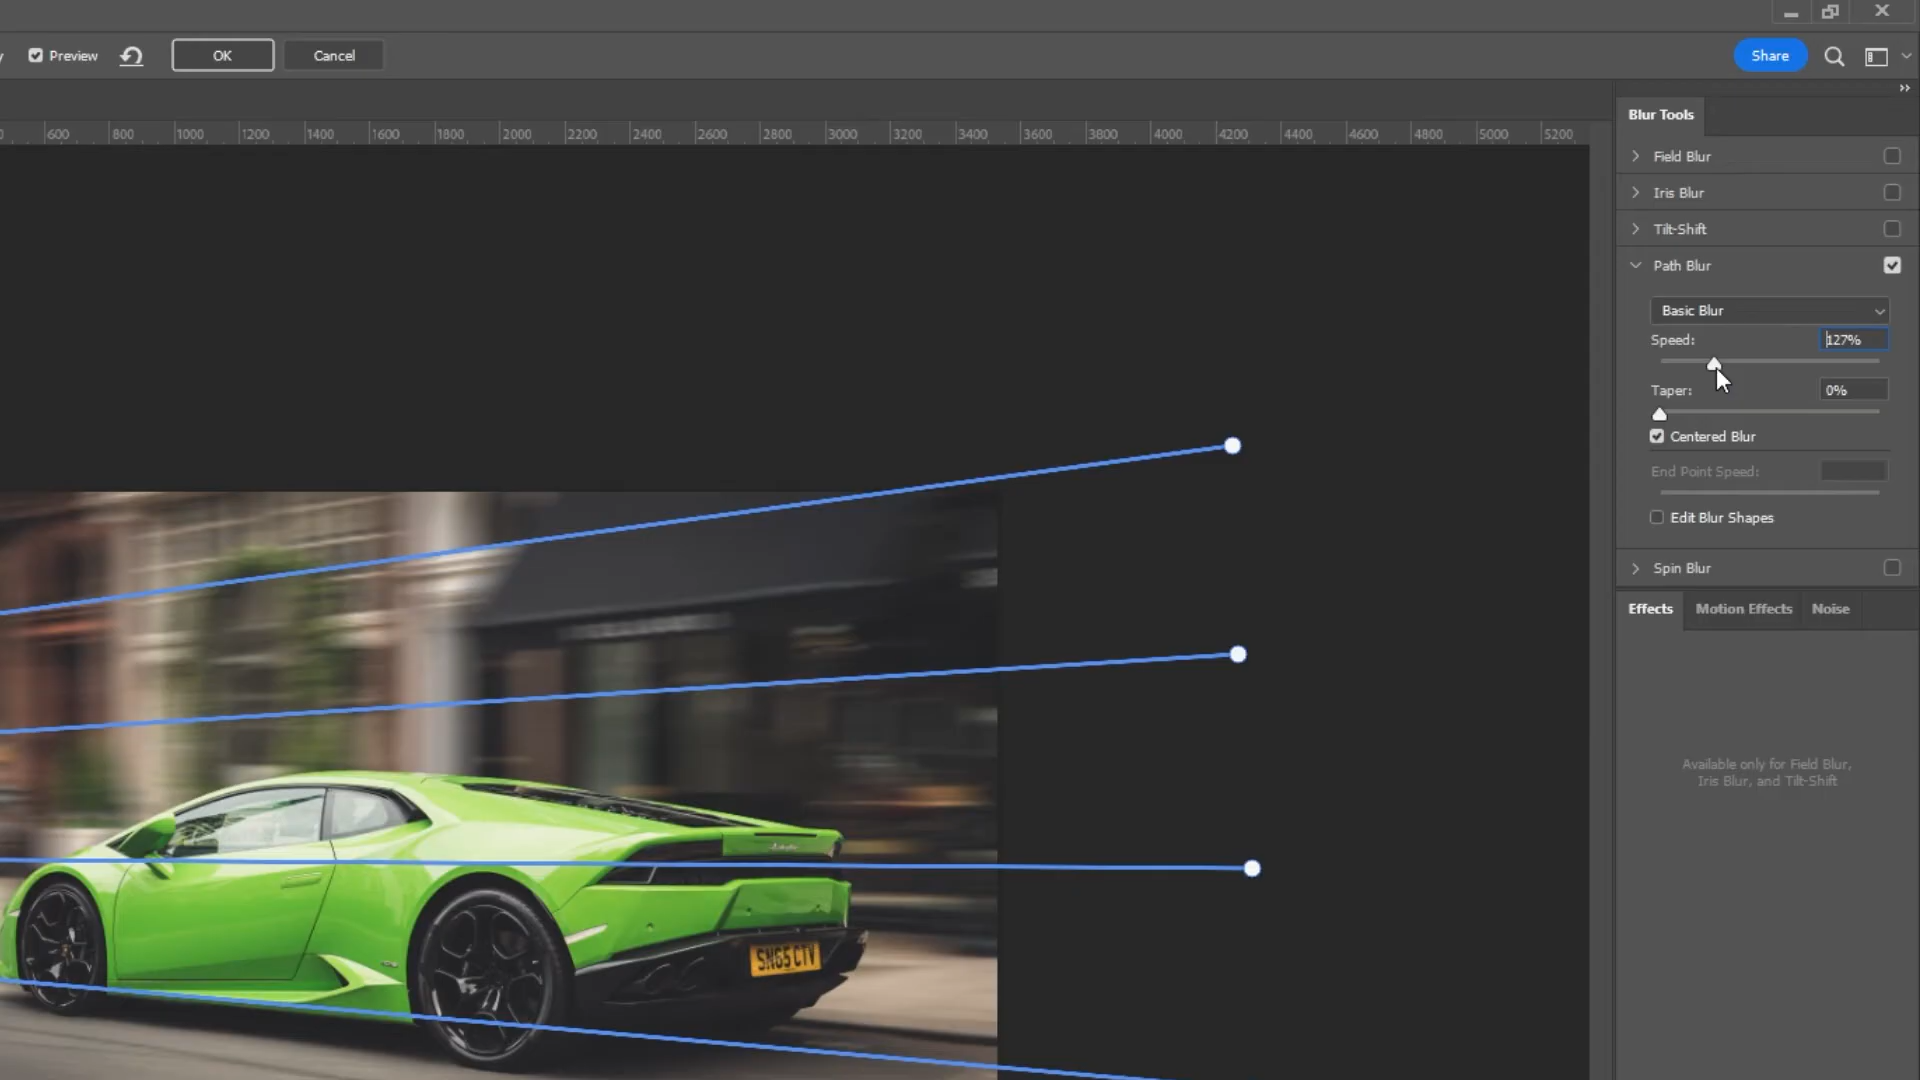 Preview
OK
Cancel
Share
600 800 1000 1200 1400 1600 1800 2000 2200 2400 2600 2800 3000 3200 3400 3600 3800 4000 4200 4400 4600 4800 5000 5200
Blur Tools
Field Blur
Iris Blur
Tilt-Shift
Path Blur
Basic Blur
Speed: 127%
Taper: 0%
Centered Blur
End Point Speed:
Edit Blur Shapes
Spin Blur
Effects Motion Effects Noise
Available only for Field Blur,
Iris Blur, and Tilt-Shift
SN65 CTV